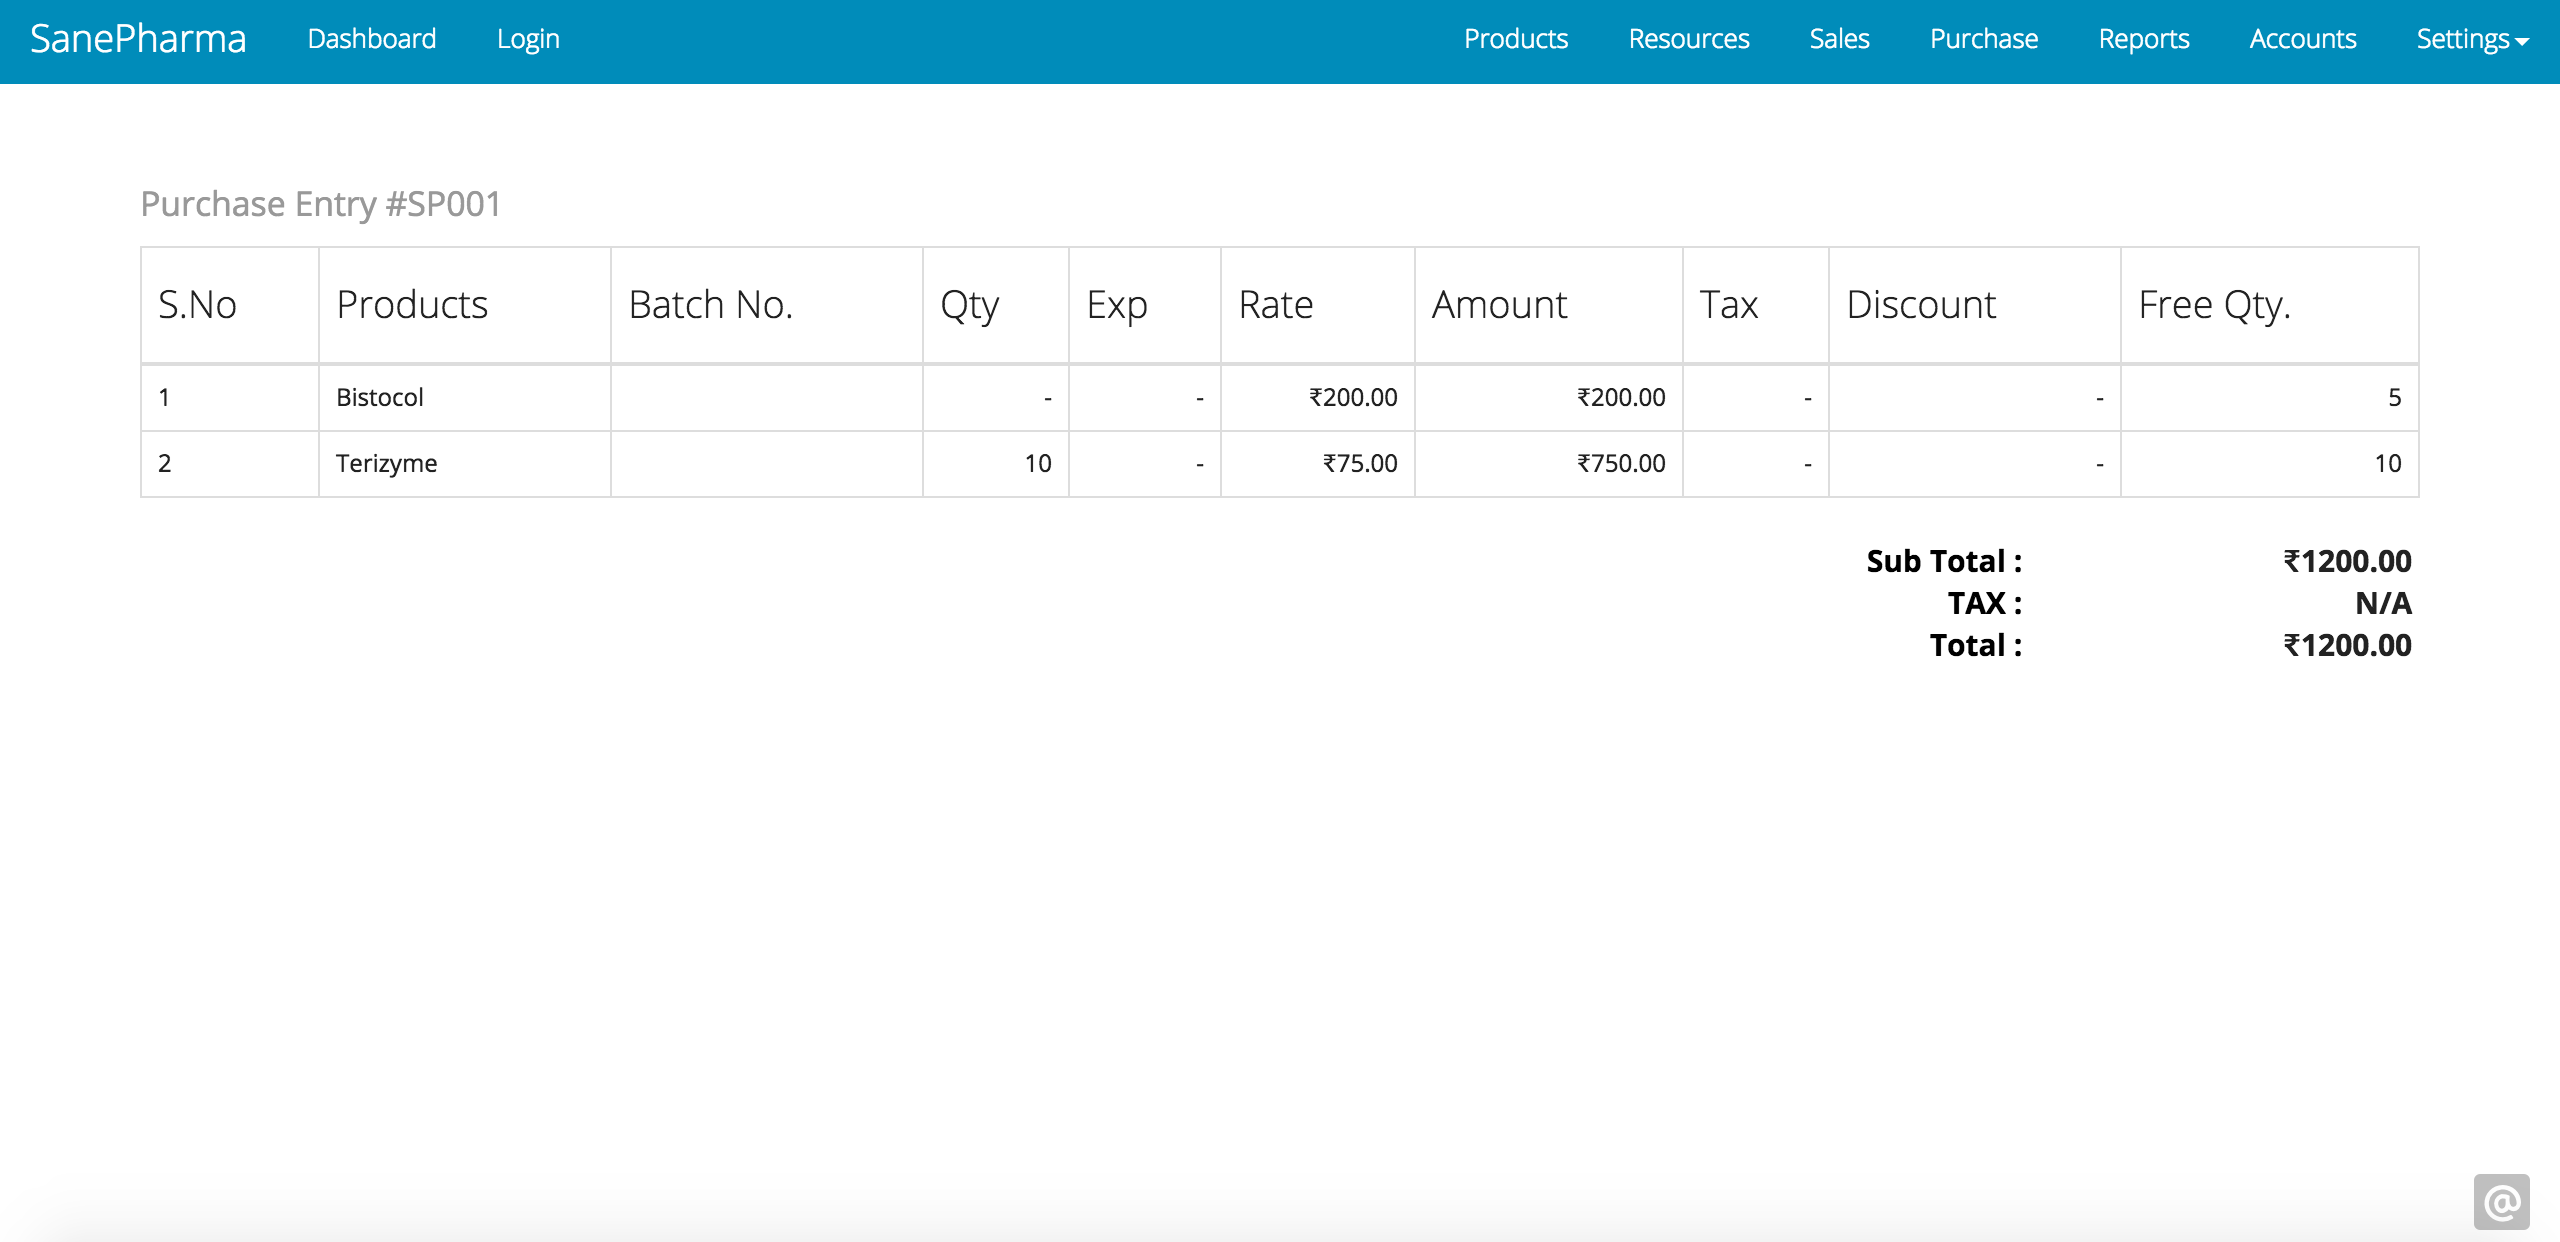 SanePharma Dashboard Login Products Resources Sales Purchase Reports Accounts Settings
Purchase Entry #SP001
S.No Products Batch No. Qty Exp Rate Amount Tax Discount Free Qty.
1 Bistocol - - ₹200.00 ₹200.00 - - 5
2 Terizyme 10 - ₹75.00 ₹750.00 - - 10
Sub Total : ₹1200.00
TAX : N/A
Total : ₹1200.00
@